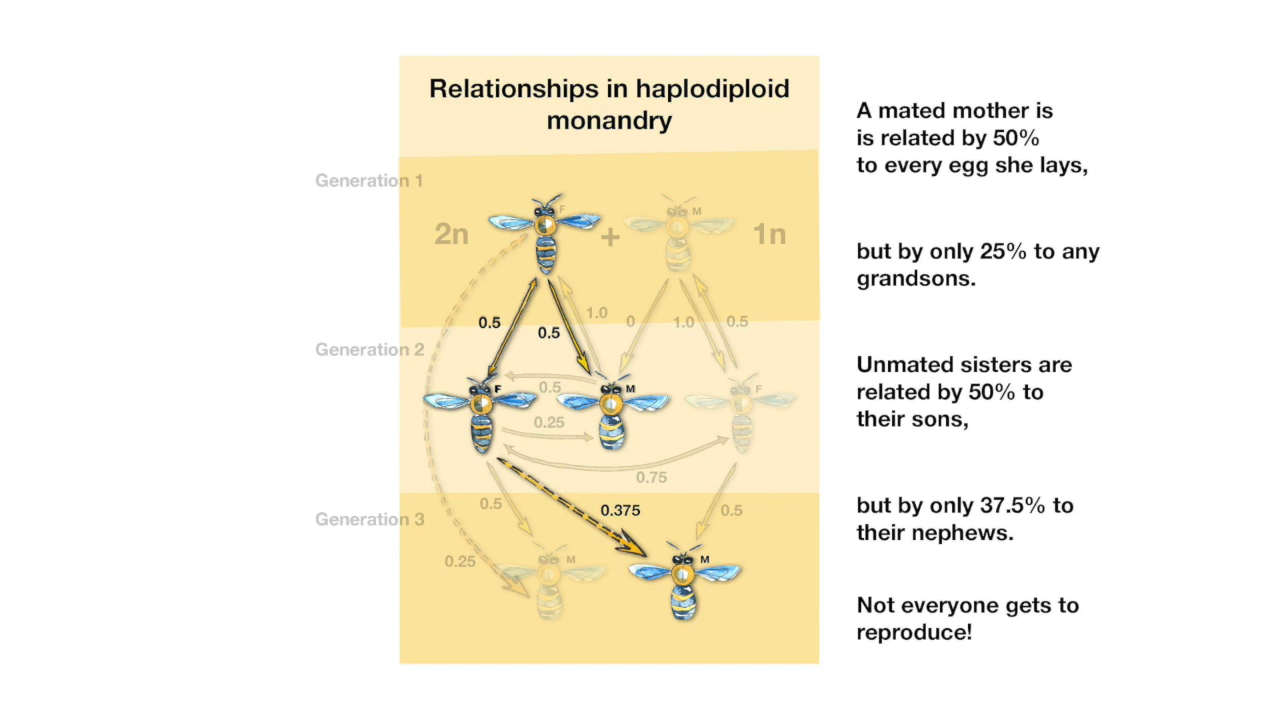 Relationships in haplodiploid
monandry
Generation 1
F
M
2n
+
1n
0.5
0.5
1.0
0
1.0
0.5
Generation 2
F
M
F
0.5
0.25
0.75
0.5
0.375
0.5
Generation 3
0.25
M
M
A mated mother is
is related by 50%
to every egg she lays,
but by only 25% to any
grandsons.
Unmated sisters are
related by 50% to
their sons,
but by only 37.5% to
their nephews.
Not everyone gets to
reproduce!